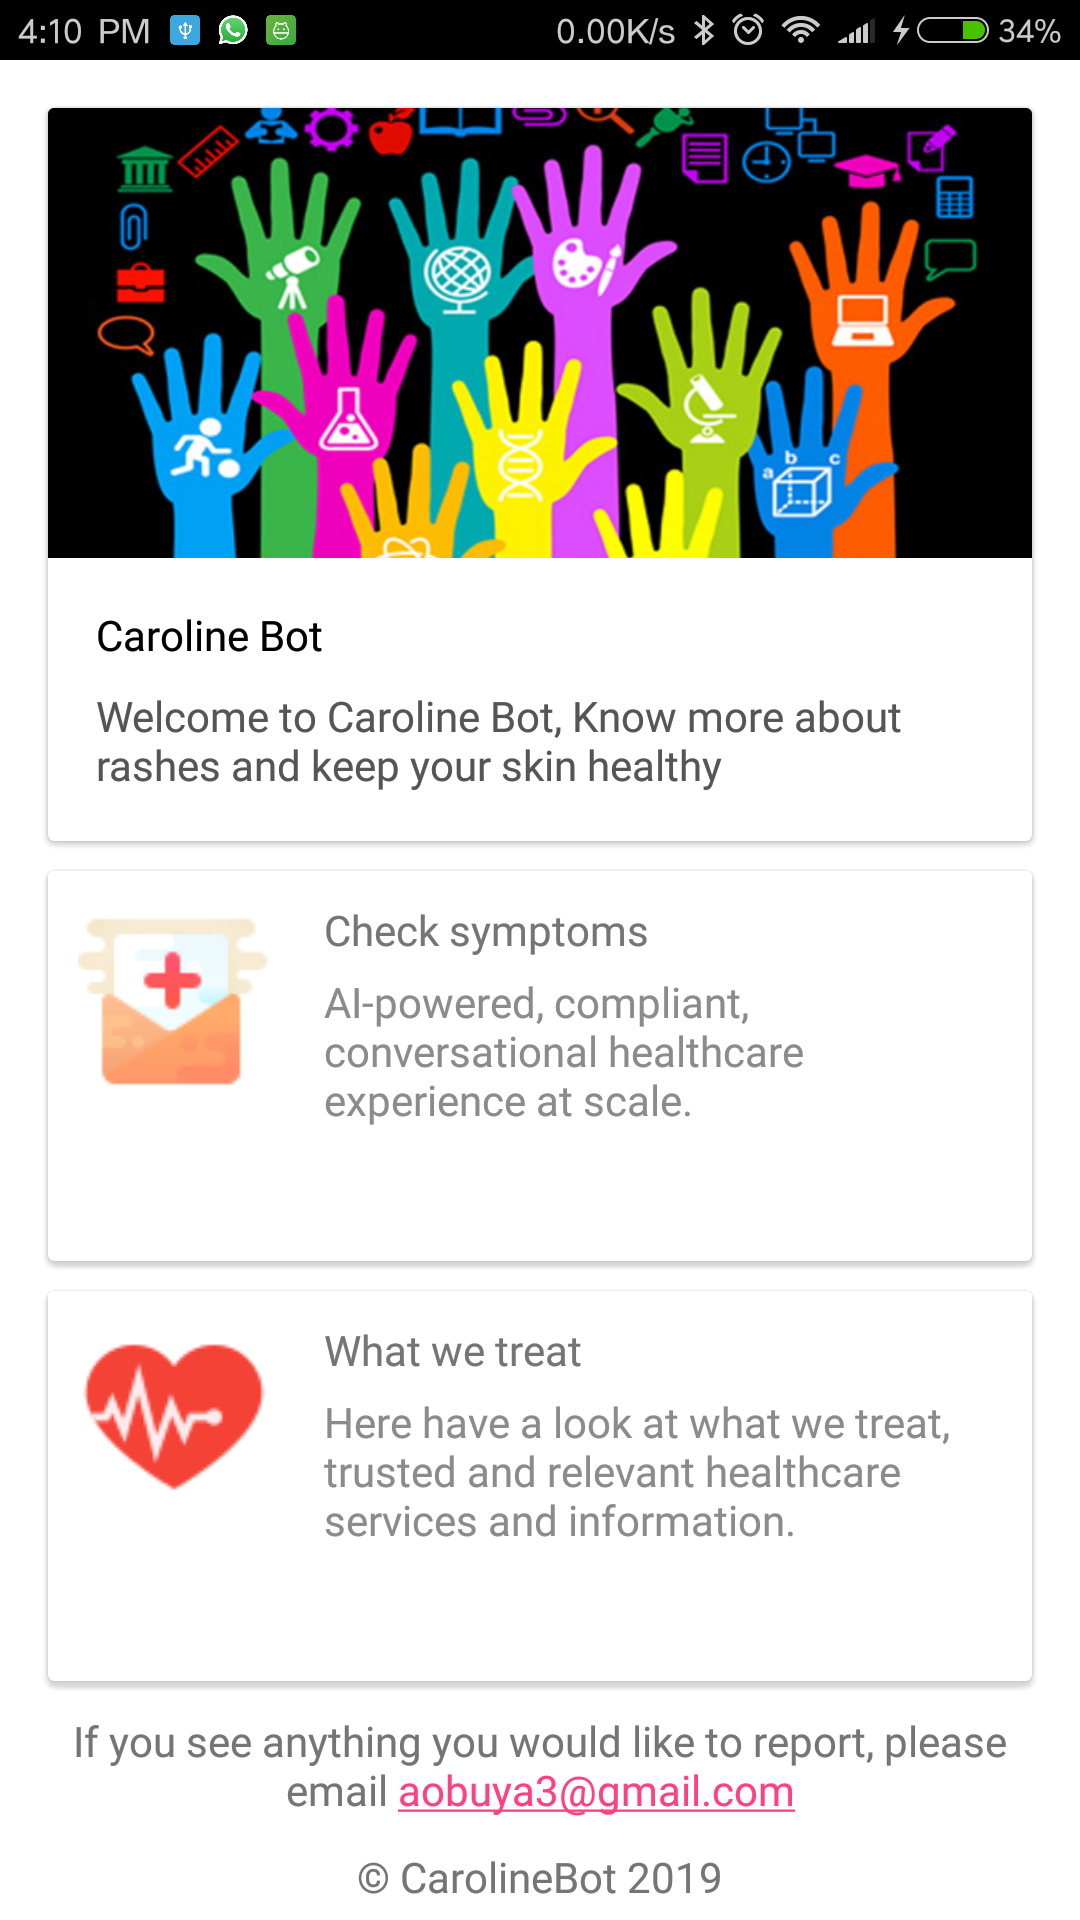 4:10 PM 0.00K/s 34%
a b c
Caroline Bot
Welcome to Caroline Bot, Know more about
rashes and keep your skin healthy
Check symptoms
AI-powered, compliant,
conversational healthcare
experience at scale.
What we treat
Here have a look at what we treat,
trusted and relevant healthcare
services and information.
If you see anything you would like to report, please
email aobuya3@gmail.com
© CarolineBot 2019